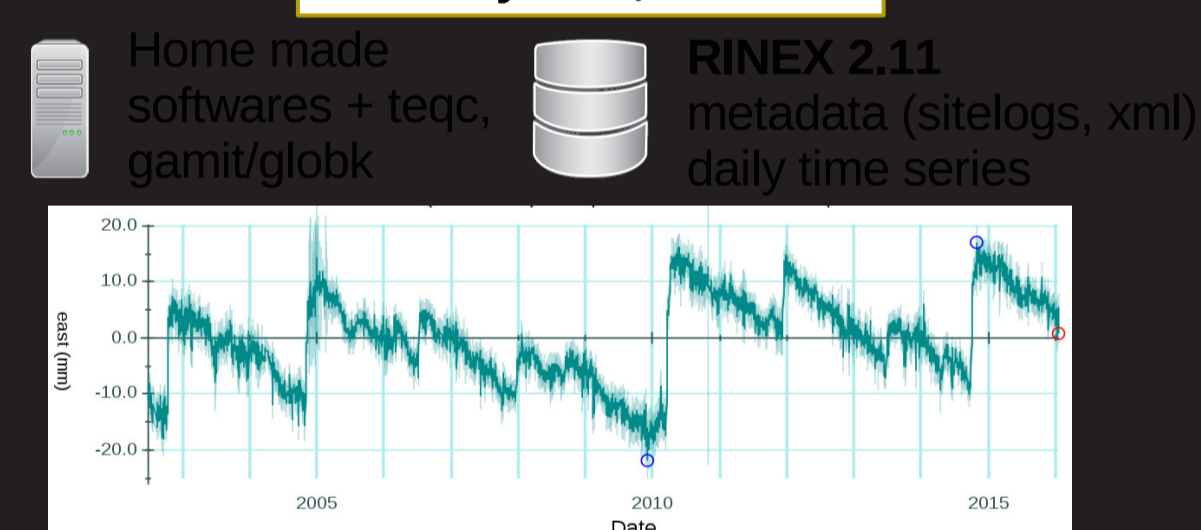 Home made
softwares + teqc,
gamit/globk
RINEX 2.11
metadata (sitelogs, xml)
daily time series
20.0
10.0
0.0
-10.0
-20.0
east (mm)
2005
2010
2015
Date